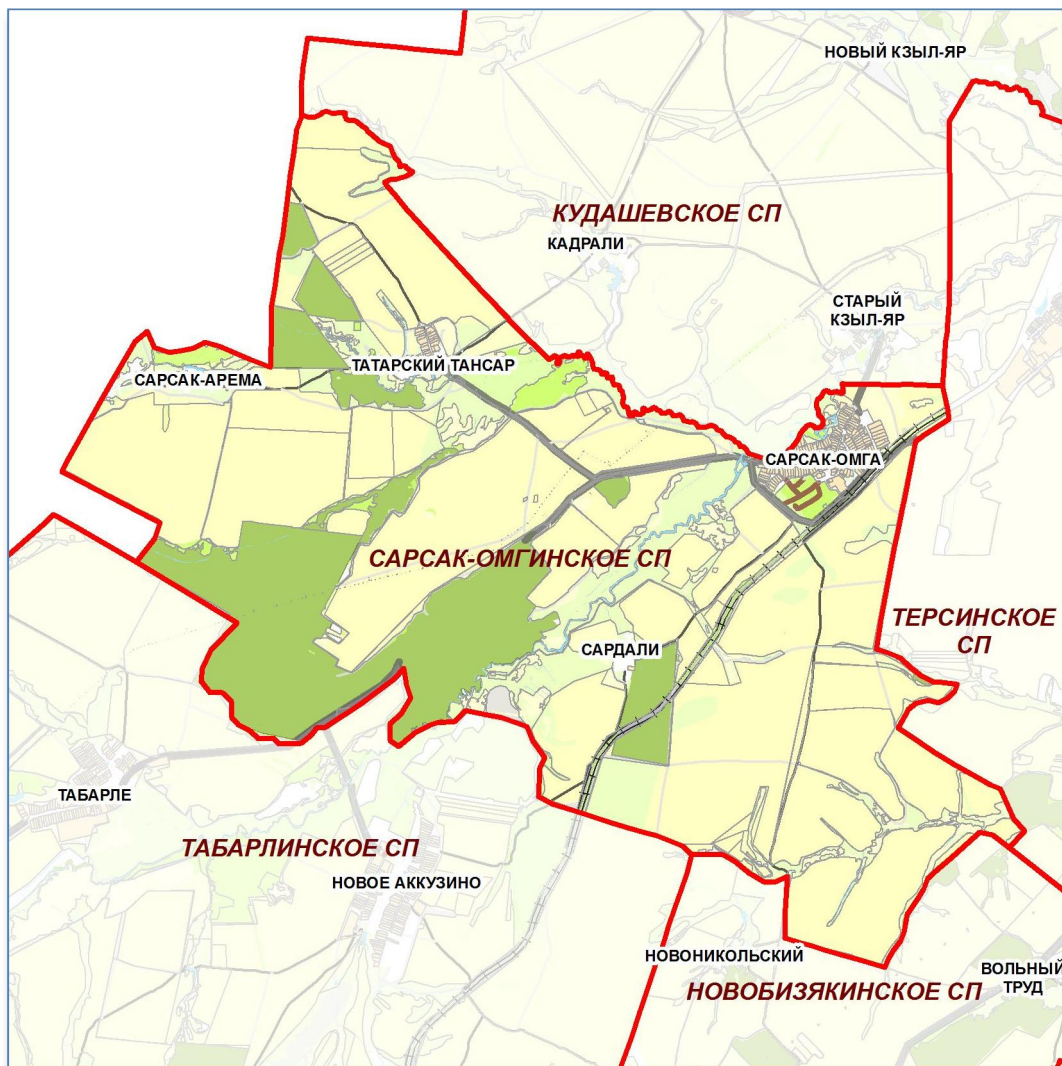 НОВЫЙ КЗЫЛ-ЯР
КУДАШЕВСКОЕ СП
КАДРАЛИ
СТАРЫЙ
КЗЫЛ-ЯР
ТАТАРСКИЙ ТАНСАР
САРСАК-АРЕМА
САРСАК-ОМГА
САРСАК-ОМГИНСКОЕ СП
ТЕРСИНСКОЕ
СП
САРДАЛИ
ТАБАРЛЕ
ТАБАРЛИНСКОЕ СП
НОВОЕ АККУЗИНО
НОВОНИКОЛЬСКИЙ
ВОЛЬНЫЙ
ТРУД
НОВОБИЗЯКИНСКОЕ СП